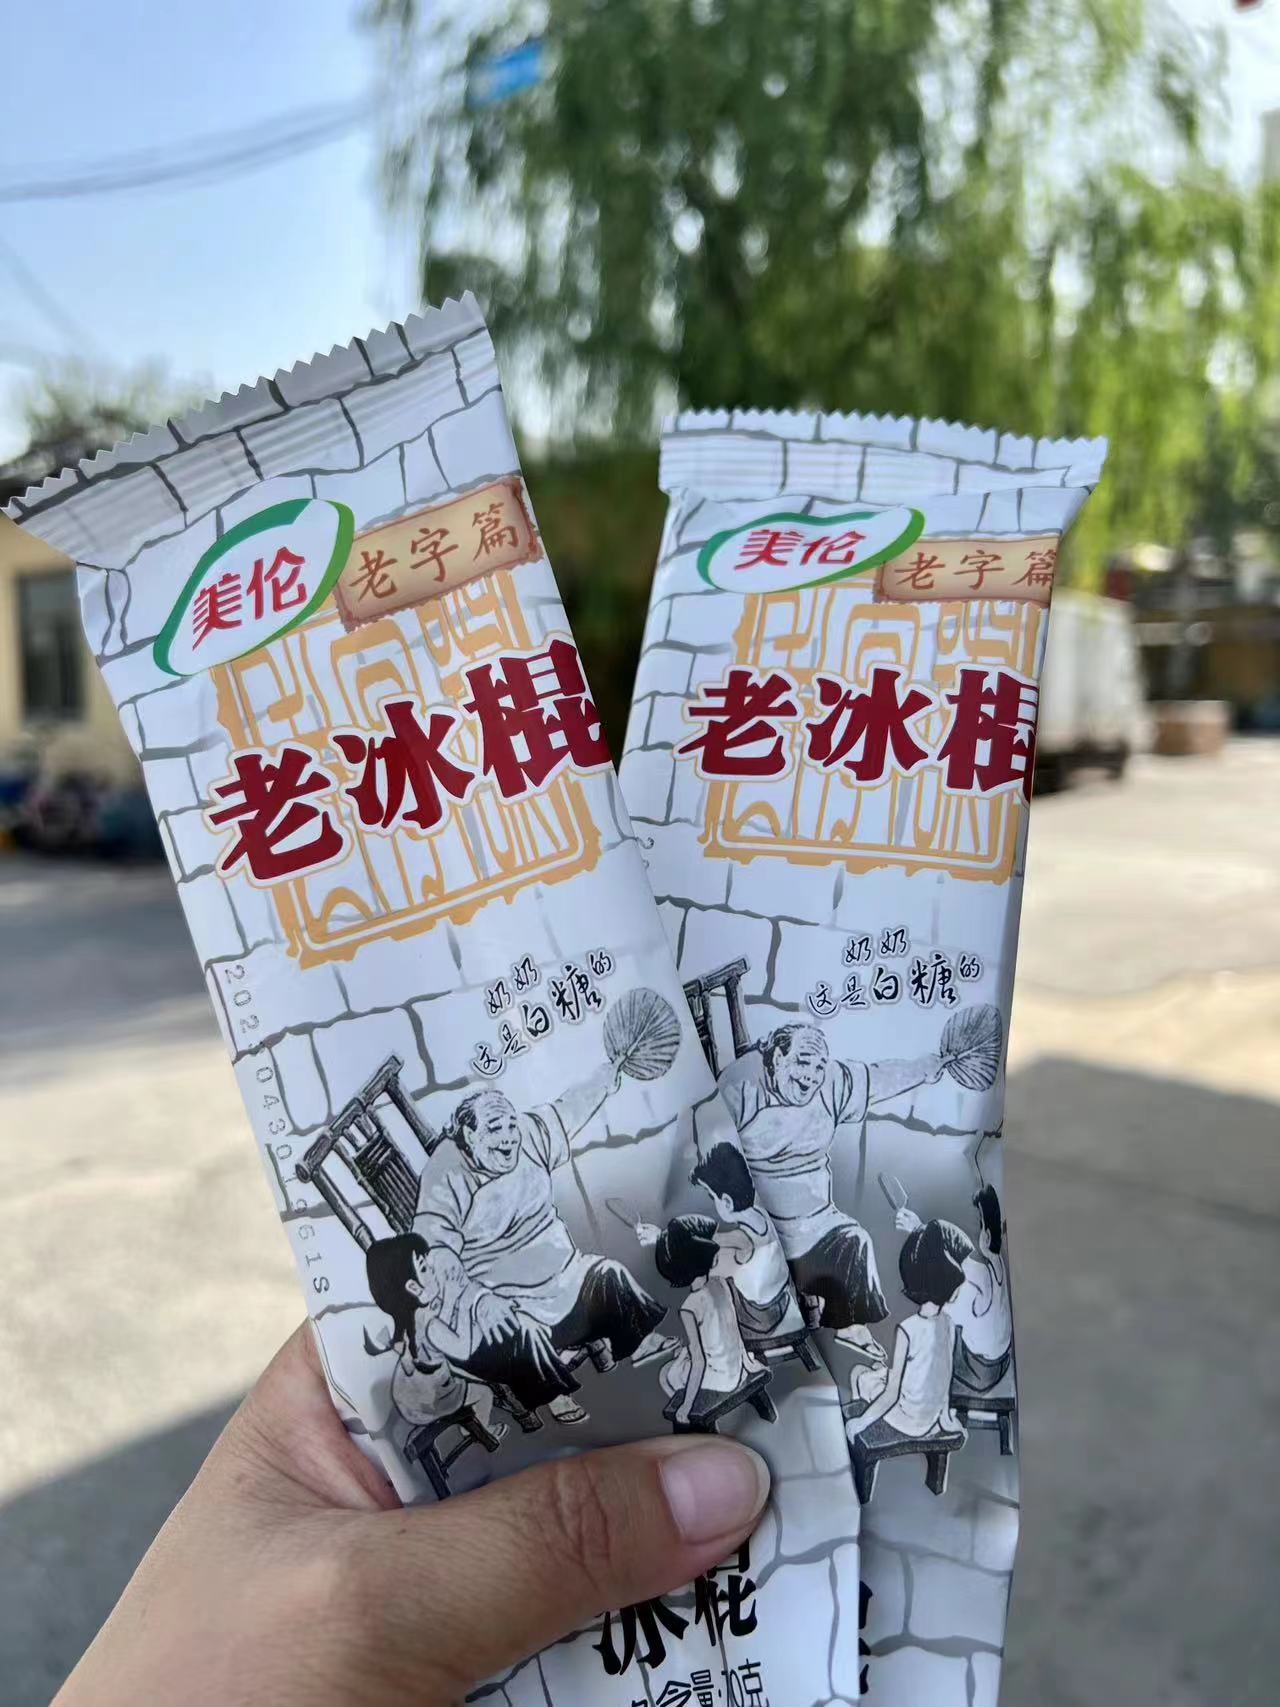 美伦
老字篇
老冰棍
奶奶
这是白糖的
美伦
老字篇
老冰棍
奶奶
这是白糖的
冰棍